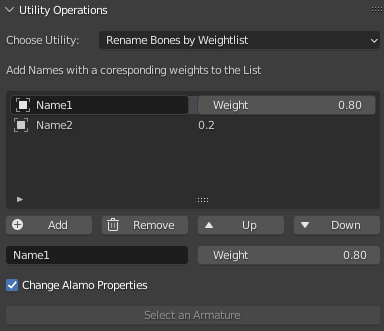 Utility Operations
Choose Utility: Rename Bones by Weightlist
Add Names with a coresponding weights to the List
Name1 Weight 0.80
Name2 0.2
Add Remove Up Down
Name1 Weight 0.80
Change Alamo Properties
Select an Armature